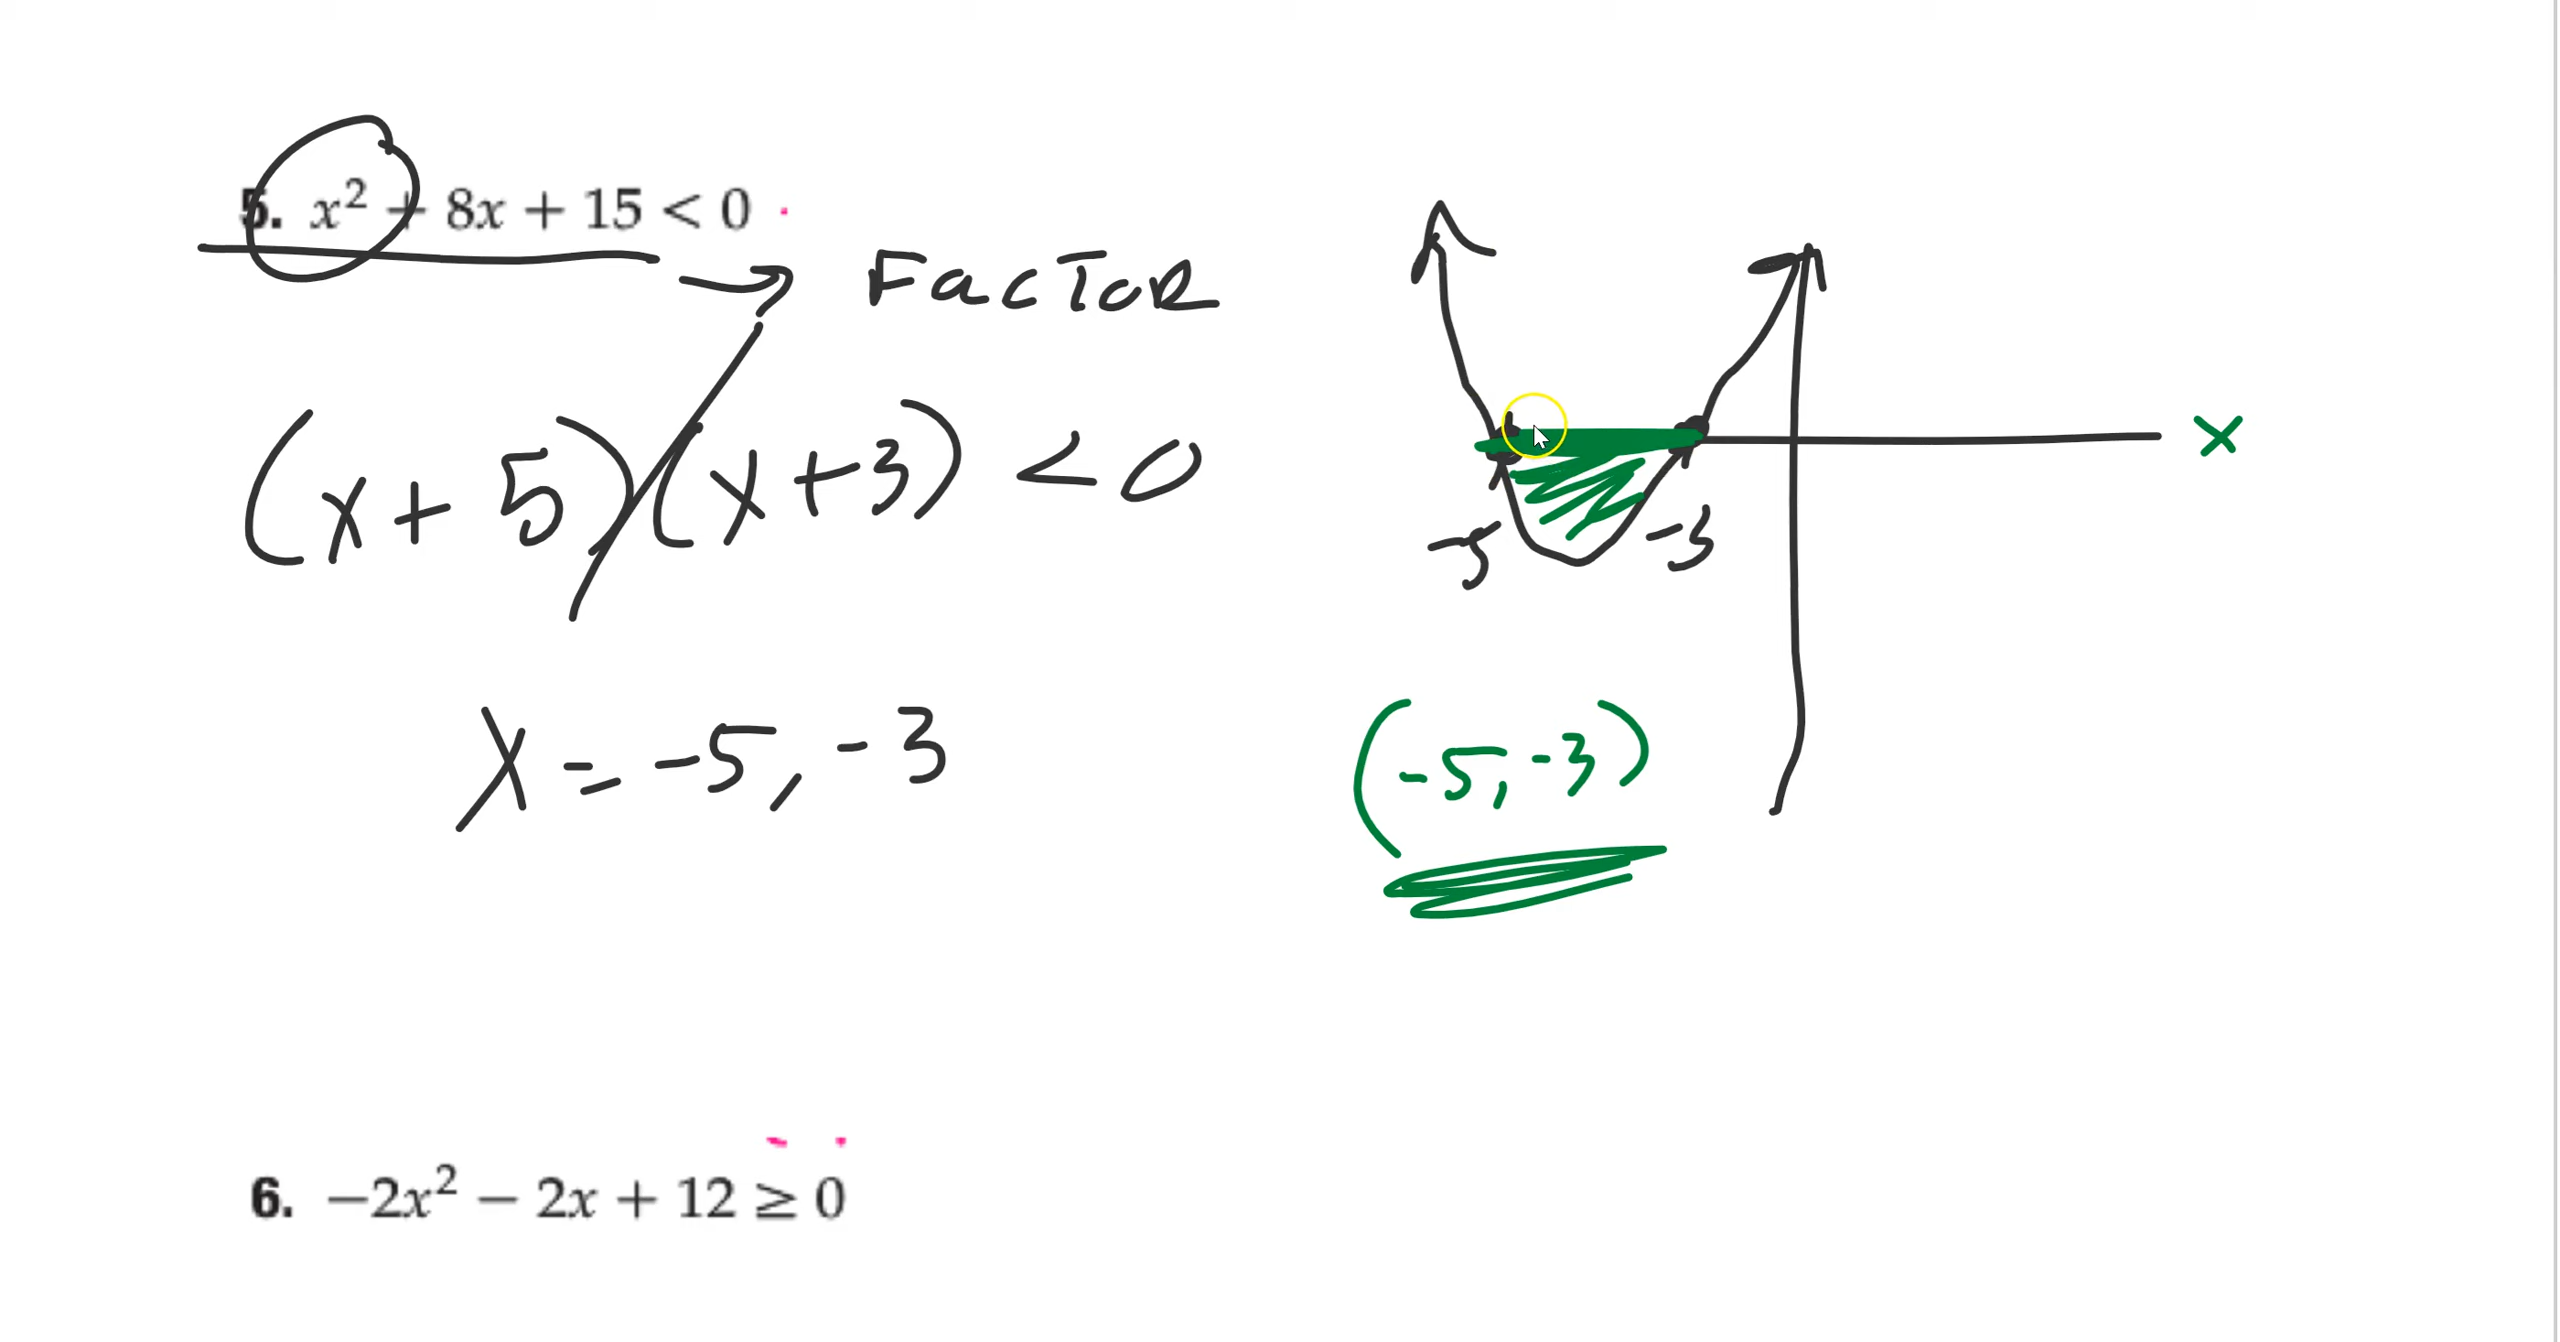 5. x² + 8x + 15 < 0
→ Factor
(x + 5)(x + 3) < 0
x = -5, -3
x
-5
-3
(-5, -3)
6. −2x² − 2x + 12 ≥ 0